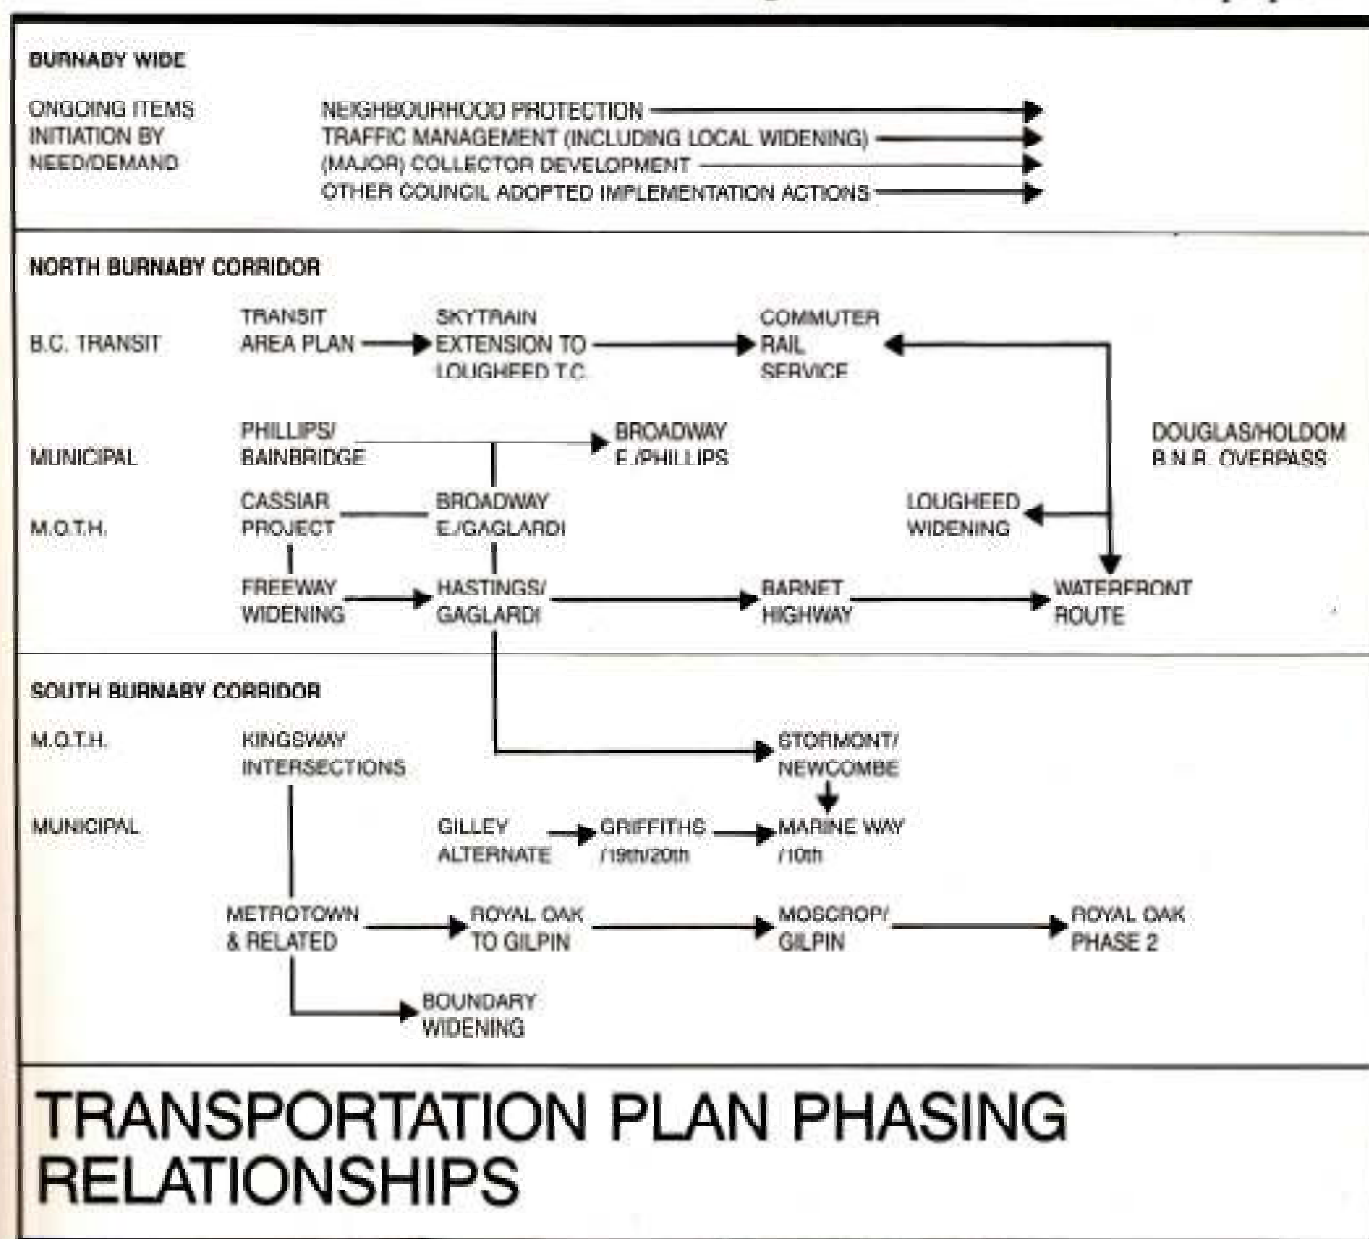 BURNABY WIDE
ONGOING ITEMS
INITIATION BY
NEED/DEMAND
NEIGHBOURHOOD PROTECTION
TRAFFIC MANAGEMENT (INCLUDING LOCAL WIDENING)
(MAJOR) COLLECTOR DEVELOPMENT
OTHER COUNCIL ADOPTED IMPLEMENTATION ACTIONS
NORTH BURNABY CORRIDOR
B.C. TRANSIT
TRANSIT
AREA PLAN
SKYTRAIN
EXTENSION TO
LOUGHEED T.C.
COMMUTER
RAIL
SERVICE
MUNICIPAL
PHILLIPS/
BAINBRIDGE
BROADWAY
E./PHILLIPS
DOUGLAS/HOLDOM
B.N.R. OVERPASS
M.O.T.H.
CASSIAR
PROJECT
BROADWAY
E./GAGLARDI
LOUGHEED
WIDENING
FREEWAY
WIDENING
HASTINGS/
GAGLARDI
BARNET
HIGHWAY
WATERFRONT
ROUTE
SOUTH BURNABY CORRIDOR
M.O.T.H.
KINGSWAY
INTERSECTIONS
STORMONT/
NEWCOMBE
MUNICIPAL
GILLEY
ALTERNATE
GRIFFITHS
/19th/20th
MARINE WAY
/10th
METROTOWN
& RELATED
ROYAL OAK
TO GILPIN
MOSCROP/
GILPIN
ROYAL OAK
PHASE 2
BOUNDARY
WIDENING
TRANSPORTATION PLAN PHASING
RELATIONSHIPS